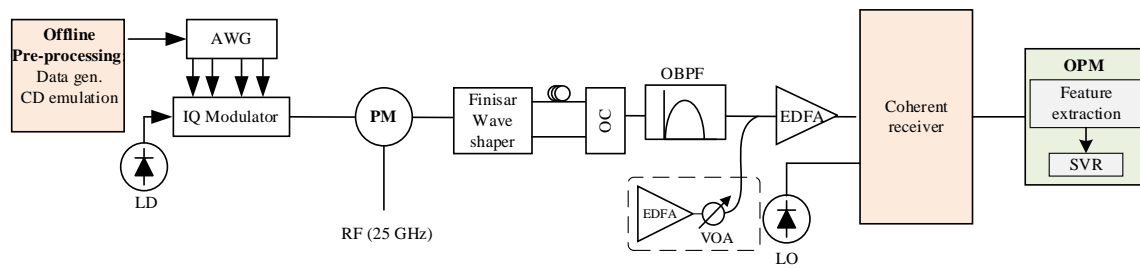 Offline
Pre-processing:
Data gen.
CD emulation
AWG
IQ Modulator
LD
PM
RF (25 GHz)
Finisar
Wave
shaper
OC
OBPF
EDFA
EDFA
VOA
LO
Coherent
receiver
OPM
Feature
extraction
SVR